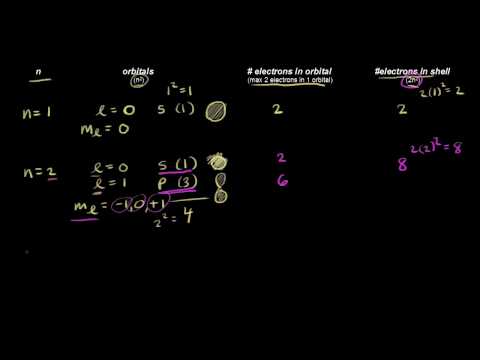 n orbitals # electrons in orbital #electrons in shell
(n²) (max 2 electrons in 1 orbital) (2n²)
1² = 1 2(1)² = 2
n = 1 l = 0 s (1) 2 2
mₗ = 0
2(2)² = 8
n = 2 l = 0 s (1) 2 8
l = 1 p (3) 6
mₗ = -1, 0, +1
2² = 4